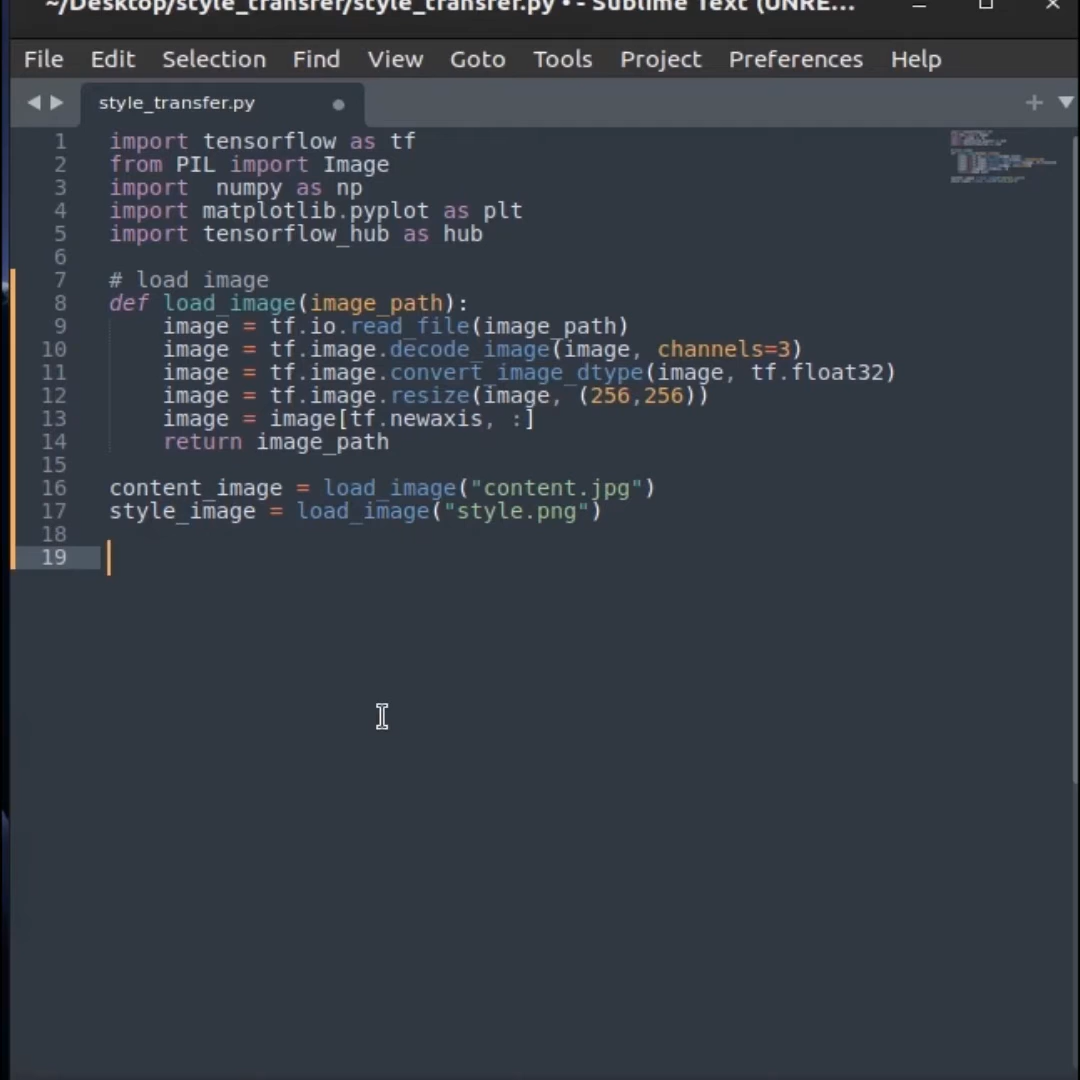 ~/Desktop/style_transfer/style_transfer.py • - Sublime Text (UNRE...
File Edit Selection Find View Goto Tools Project Preferences Help
style_transfer.py
1 import tensorflow as tf
2 from PIL import Image
3 import  numpy as np
4 import matplotlib.pyplot as plt
5 import tensorflow_hub as hub
6
7 # load image
8 def load_image(image_path):
9     image = tf.io.read_file(image_path)
10     image = tf.image.decode_image(image, channels=3)
11     image = tf.image.convert_image_dtype(image, tf.float32)
12     image = tf.image.resize(image, (256,256))
13     image = image[tf.newaxis, :]
14     return image_path
15
16 content_image = load_image("content.jpg")
17 style_image = load_image("style.png")
18
19